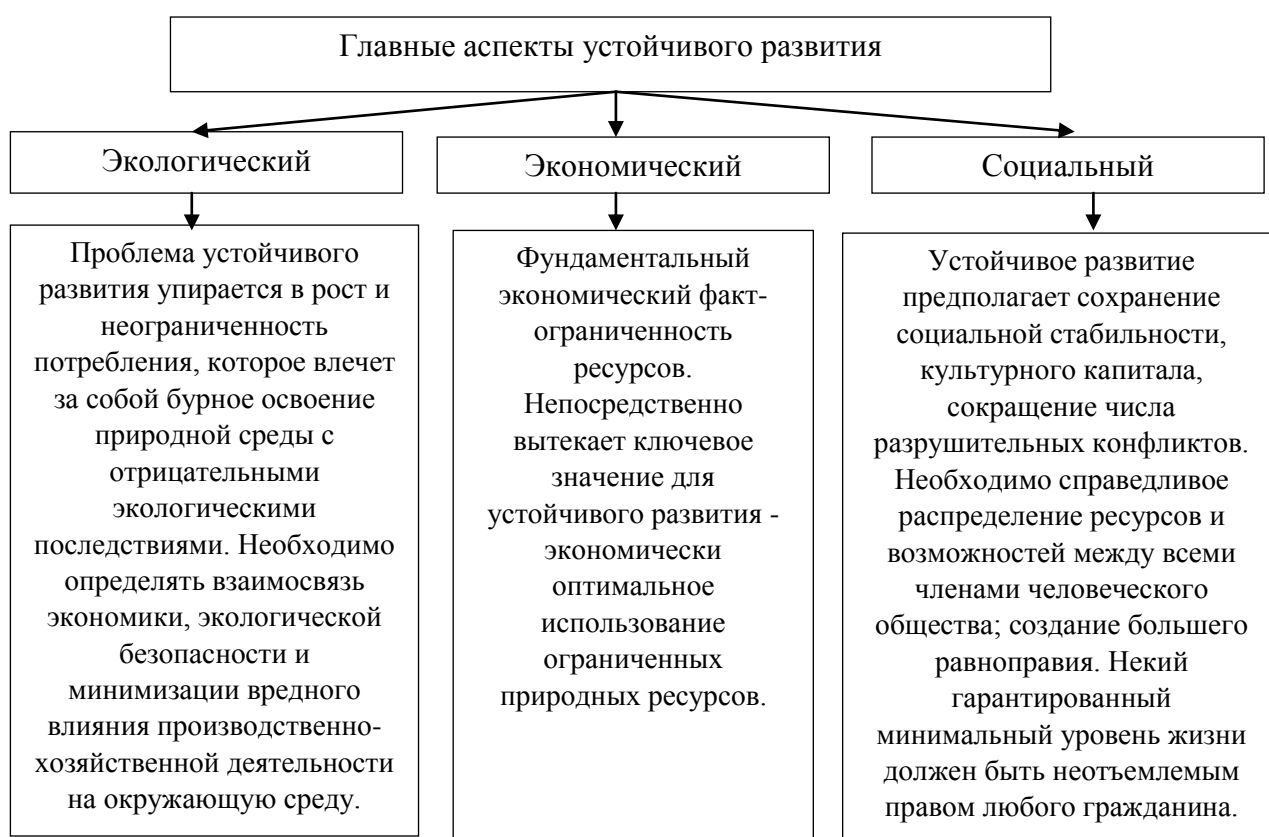 Главные аспекты устойчивого развития
Экологический
Экономический
Социальный
Проблема устойчивого
развития упирается в рост и
неограниченность
потребления, которое влечет
за собой бурное освоение
природной среды с
отрицательными
экологическими
последствиями. Необходимо
определять взаимосвязь
экономики, экологической
безопасности и
минимизации вредного
влияния производственно-
хозяйственной деятельности
на окружающую среду.
Фундаментальный
экономический факт-
ограниченность
ресурсов.
Непосредственно
вытекает ключевое
значение для
устойчивого развития -
экономически
оптимальное
использование
ограниченных
природных ресурсов.
Устойчивое развитие
предполагает сохранение
социальной стабильности,
культурного капитала,
сокращение числа
разрушительных конфликтов.
Необходимо справедливое
распределение ресурсов и
возможностей между всеми
членами человеческого
общества; создание большего
равноправия. Некий
гарантированный
минимальный уровень жизни
должен быть неотъемлемым
правом любого гражданина.